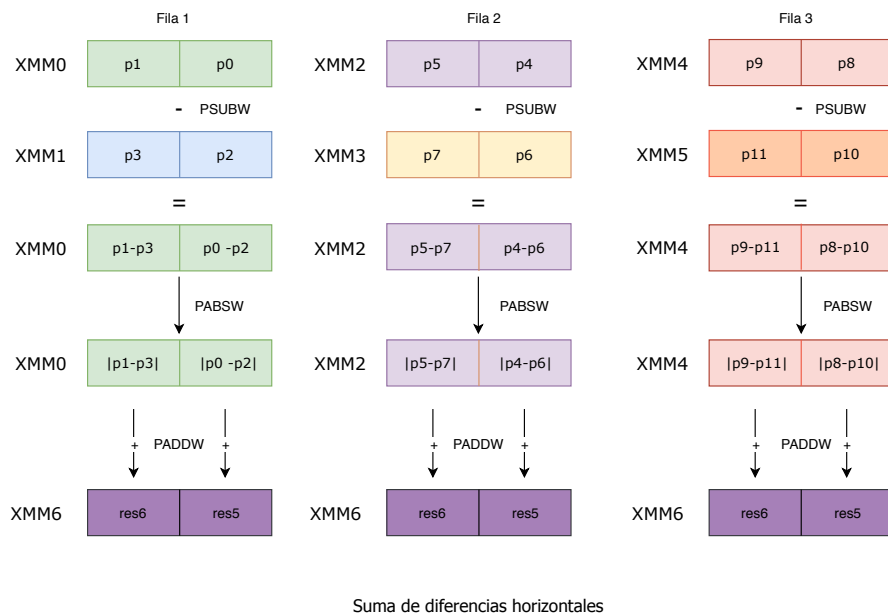 Fila 1 Fila 2 Fila 3
XMM0 p1 p0 XMM2 p5 p4 XMM4 p9 p8
- PSUBW - PSUBW - PSUBW
XMM1 p3 p2 XMM3 p7 p6 XMM5 p11 p10
= = =
XMM0 p1-p3 p0 -p2 XMM2 p5-p7 p4-p6 XMM4 p9-p11 p8-p10
PABSW PABSW PABSW
XMM0 |p1-p3| |p0 -p2| XMM2 |p5-p7| |p4-p6| XMM4 |p9-p11| |p8-p10|
+ PADDW + + PADDW + + PADDW +
XMM6 res6 res5 XMM6 res6 res5 XMM6 res6 res5
Suma de diferencias horizontales